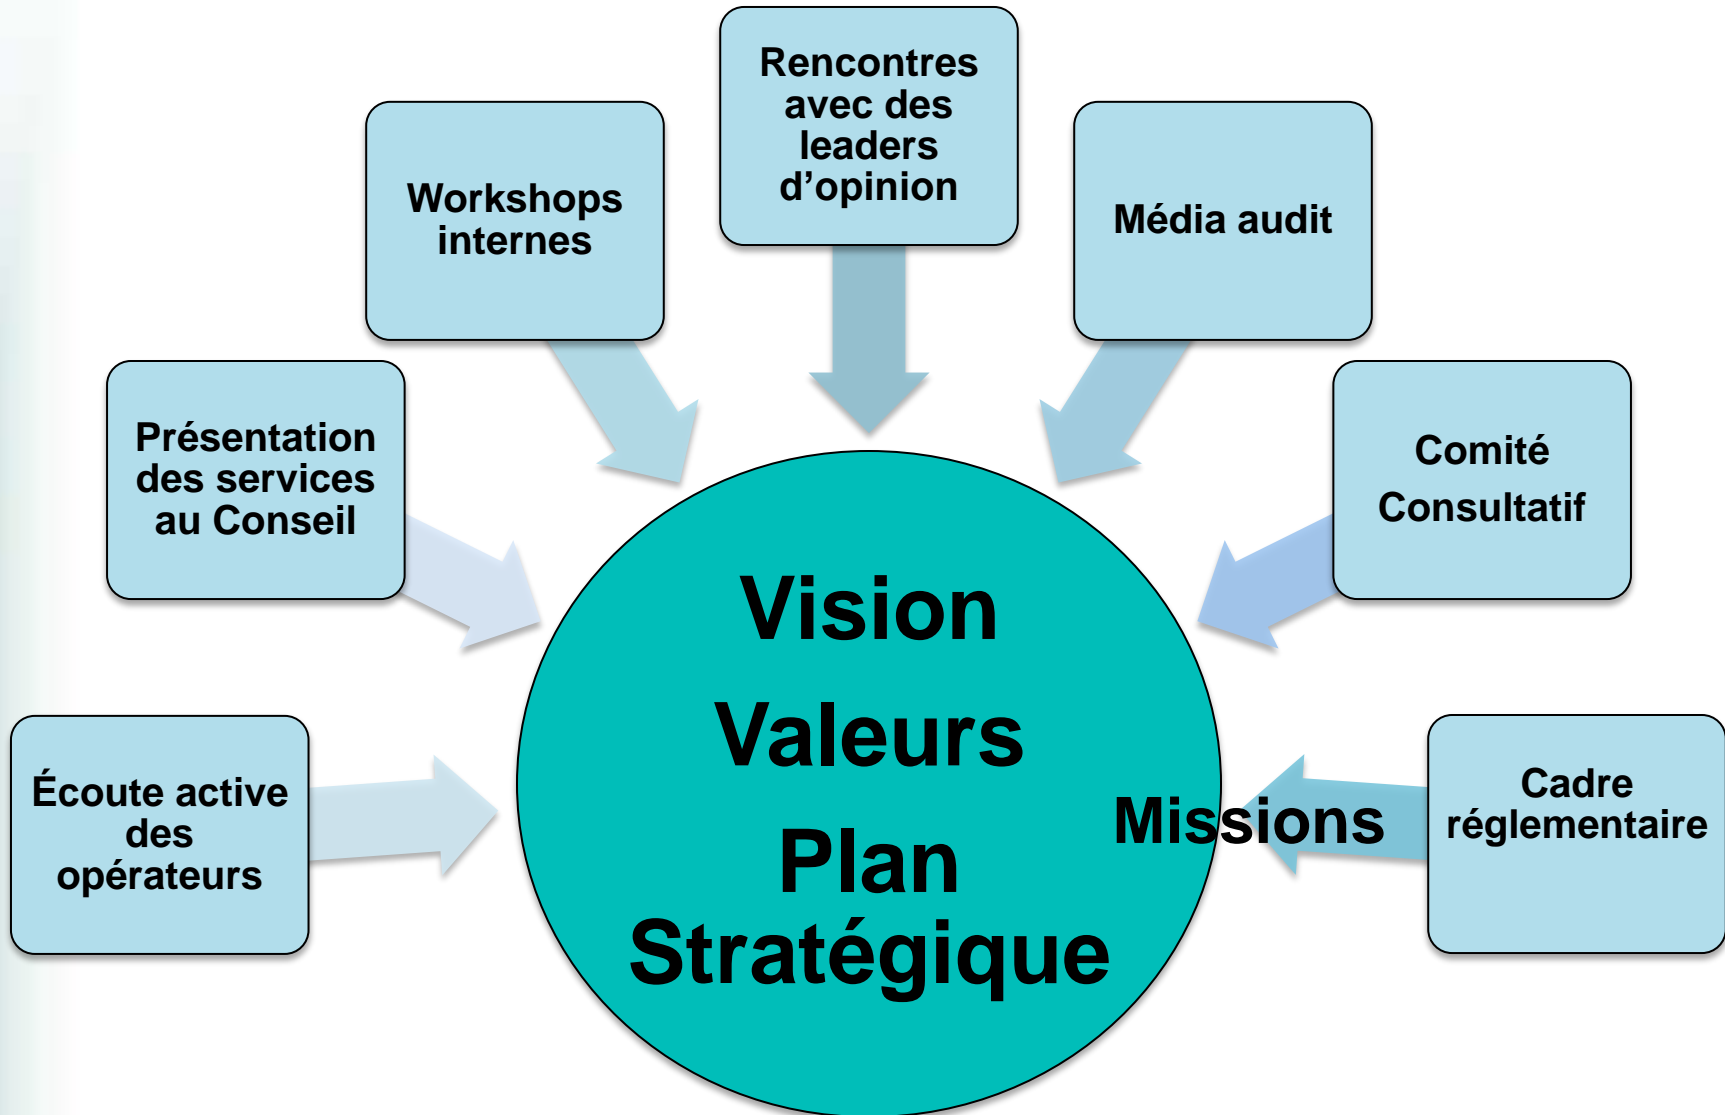 Rencontres
avec des
leaders
d’opinion
Workshops
internes
Média audit
Présentation
des services
au Conseil
Comité
Consultatif
Écoute active
des
opérateurs
Vision
Valeurs
Plan
Stratégique
Missions
Cadre
réglementaire